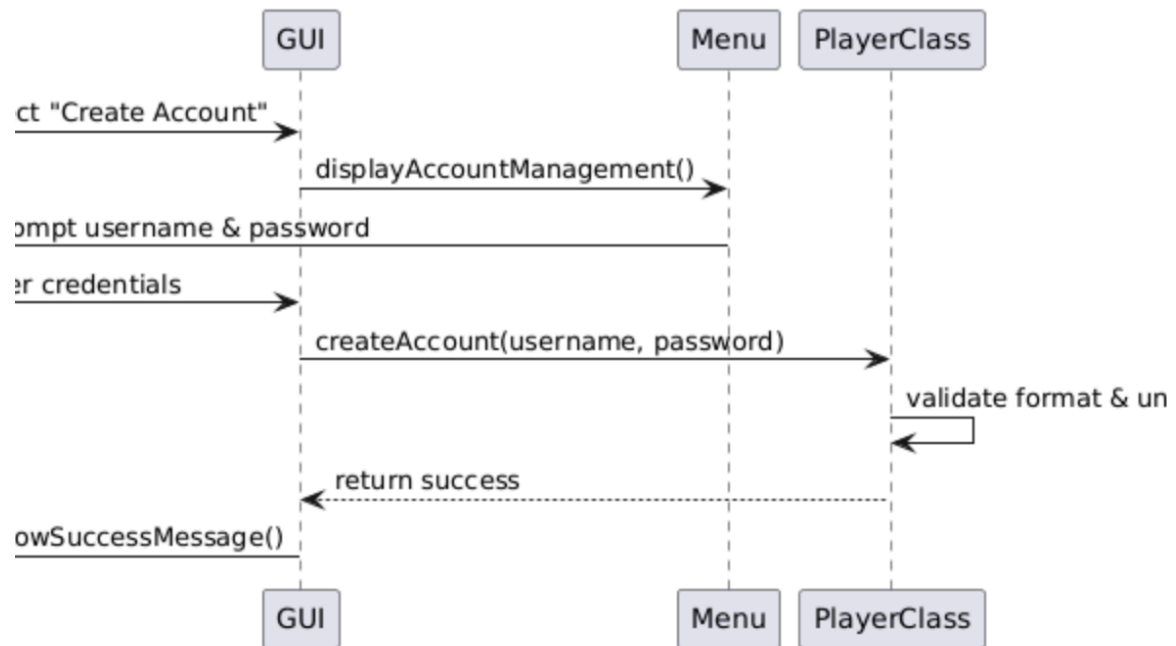 GUI Menu PlayerClass
ct "Create Account"
displayAccountManagement()
ompt username & password
er credentials
createAccount(username, password)
validate format & un
return success
owSuccessMessage()
GUI Menu PlayerClass